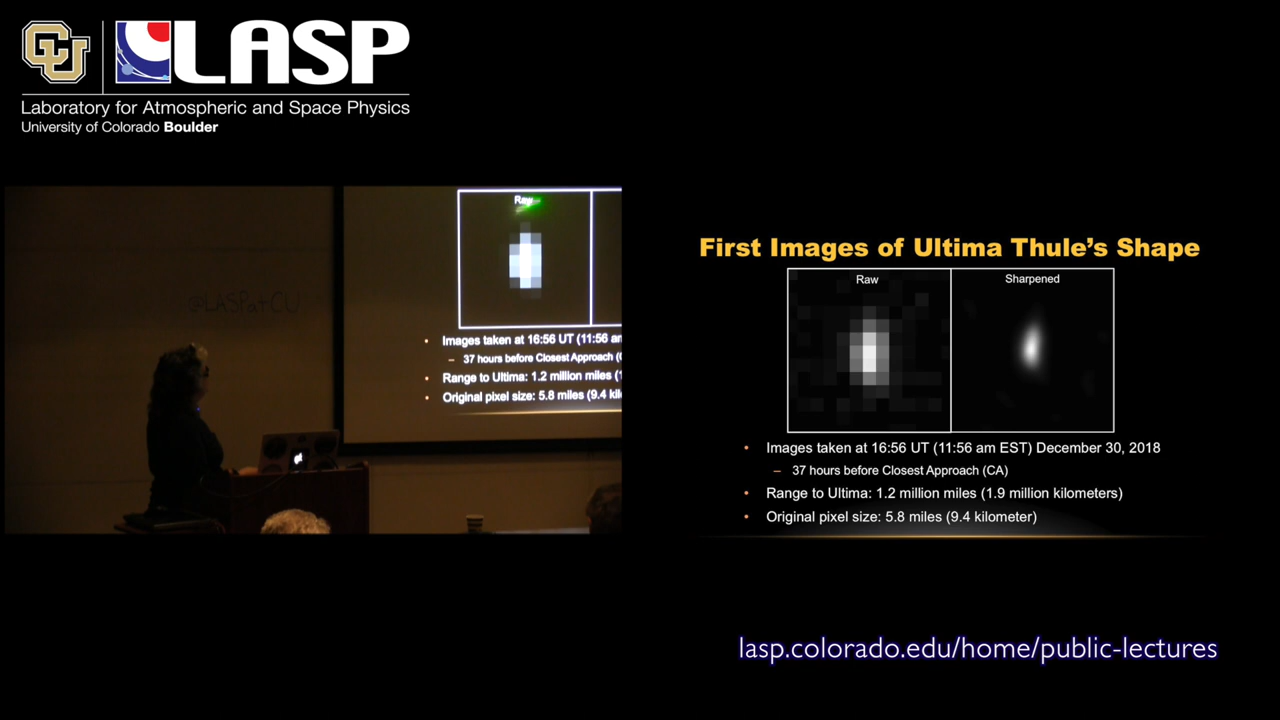 CU
LASP
Laboratory for Atmospheric and Space Physics
University of Colorado Boulder
Raw
@LASPatCU
• Images taken at 16:56 UT (11:56 am
– 37 hours before Closest Approach (
• Range to Ultima: 1.2 million miles (1
• Original pixel size: 5.8 miles (9.4 kil
First Images of Ultima Thule's Shape
Raw
Sharpened
• Images taken at 16:56 UT (11:56 am EST) December 30, 2018
– 37 hours before Closest Approach (CA)
• Range to Ultima: 1.2 million miles (1.9 million kilometers)
• Original pixel size: 5.8 miles (9.4 kilometer)
lasp.colorado.edu/home/public-lectures